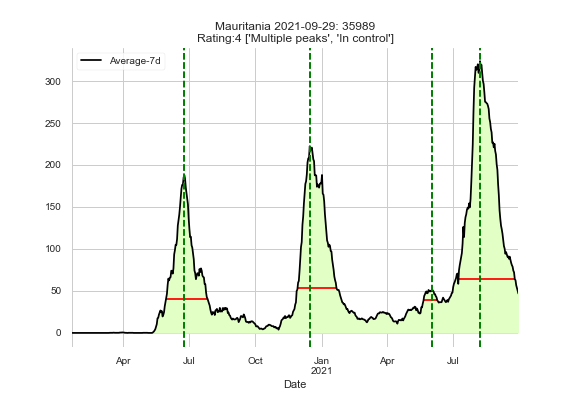 Mauritania 2021-09-29: 35989
Rating:4 ['Multiple peaks', 'In control']
Average-7d
300
250
200
150
100
50
0
Apr Jul Oct Jan Apr Jul
2021
Date